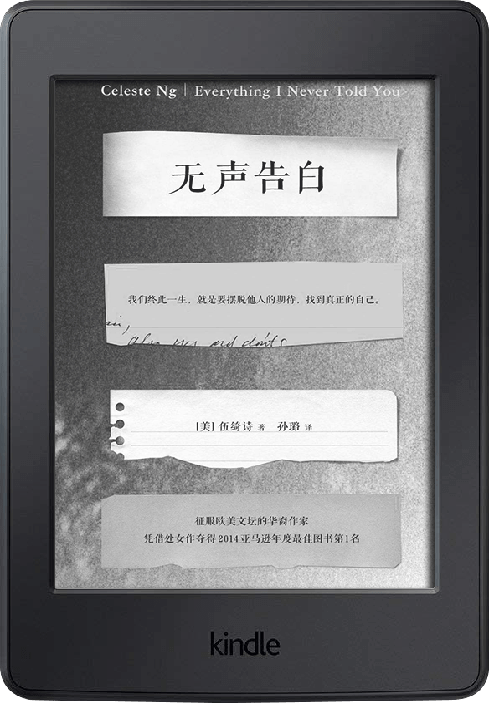 Celeste Ng | Everything I Never Told You
无声告白
我们终此一生，就是要摆脱他人的期待，找到真正的自己。
[美] 伍绮诗 著 孙璐 译
征服欧美文坛的华裔作家
凭借处女作夺得2014亚马逊年度最佳图书第1名
kindle